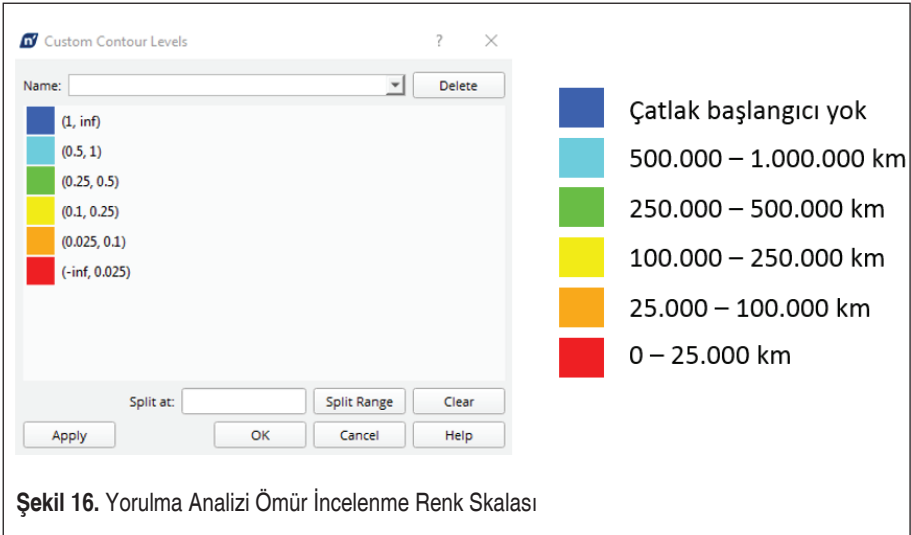 Custom Contour Levels ? ×
Name: Delete
(1, inf)
(0.5, 1)
(0.25, 0.5)
(0.1, 0.25)
(0.025, 0.1)
(-inf, 0.025)
Split at: Split Range Clear
Apply OK Cancel Help
Çatlak başlangıcı yok
500.000 – 1.000.000 km
250.000 – 500.000 km
100.000 – 250.000 km
25.000 – 100.000 km
0 – 25.000 km
Şekil 16. Yorulma Analizi Ömür İncelenme Renk Skalası